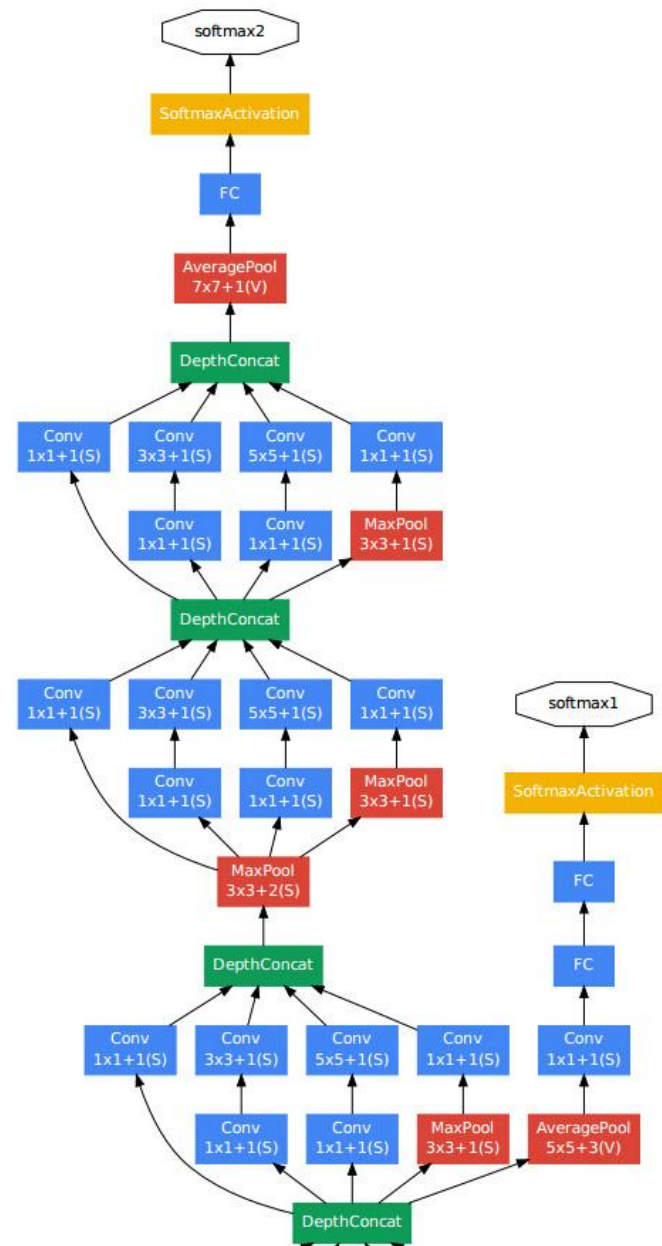 softmax2
SoftmaxActivation
FC
AveragePool
7x7+1(V)
DepthConcat
Conv
1x1+1(S)
Conv
3x3+1(S)
Conv
5x5+1(S)
Conv
1x1+1(S)
Conv
1x1+1(S)
Conv
1x1+1(S)
MaxPool
3x3+1(S)
DepthConcat
Conv
1x1+1(S)
Conv
3x3+1(S)
Conv
5x5+1(S)
Conv
1x1+1(S)
softmax1
Conv
1x1+1(S)
Conv
1x1+1(S)
MaxPool
3x3+1(S)
SoftmaxActivation
MaxPool
3x3+2(S)
FC
DepthConcat
FC
Conv
1x1+1(S)
Conv
3x3+1(S)
Conv
5x5+1(S)
Conv
1x1+1(S)
Conv
1x1+1(S)
Conv
1x1+1(S)
Conv
1x1+1(S)
MaxPool
3x3+1(S)
AveragePool
5x5+3(V)
DepthConcat